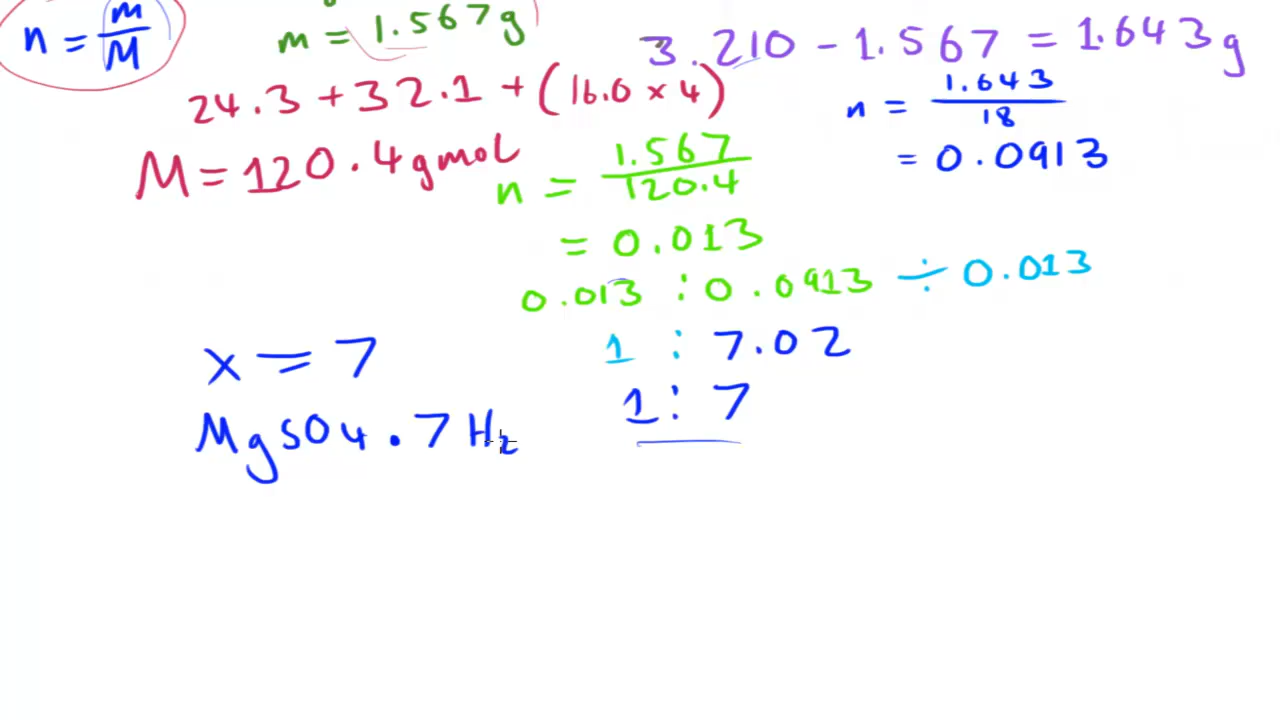 n = m/M
m = 1.567g
3.210 - 1.567 = 1.643g
24.3 + 32.1 + (16.0 x 4)
n = 1.643/18
= 0.0913
M = 120.4gmol
n = 1.567/120.4
= 0.013
0.013 : 0.0913 ÷ 0.013
1 : 7.02
x = 7
1 : 7
MgSO4 . 7H2